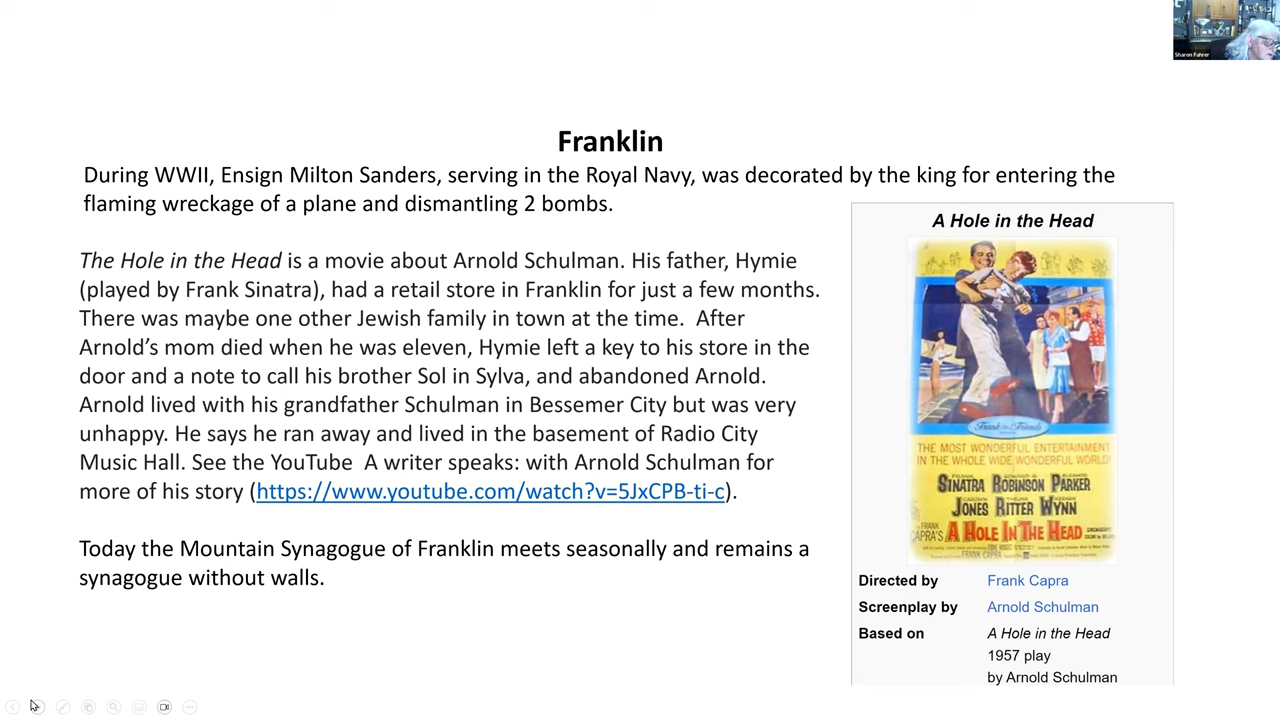 Sharon Fahrer
Franklin
During WWII, Ensign Milton Sanders, serving in the Royal Navy, was decorated by the king for entering the
flaming wreckage of a plane and dismantling 2 bombs.
The Hole in the Head is a movie about Arnold Schulman. His father, Hymie
(played by Frank Sinatra), had a retail store in Franklin for just a few months.
There was maybe one other Jewish family in town at the time.  After
Arnold’s mom died when he was eleven, Hymie left a key to his store in the
door and a note to call his brother Sol in Sylva, and abandoned Arnold.
Arnold lived with his grandfather Schulman in Bessemer City but was very
unhappy. He says he ran away and lived in the basement of Radio City
Music Hall. See the YouTube  A writer speaks: with Arnold Schulman for
more of his story (https://www.youtube.com/watch?v=5JxCPB-ti-c).
Today the Mountain Synagogue of Franklin meets seasonally and remains a
synagogue without walls.
A Hole in the Head
THE MOST WONDERFUL ENTERTAINMENT
IN THE WHOLE WIDE WONDERFUL WORLD!
SINATRA ROBINSON PARKER
JONES RITTER WYNN
FRANK
CAPRA'S A HOLE IN THE HEAD
FRANK CAPRA
Directed by Frank Capra
Screenplay by Arnold Schulman
Based on A Hole in the Head
1957 play
by Arnold Schulman